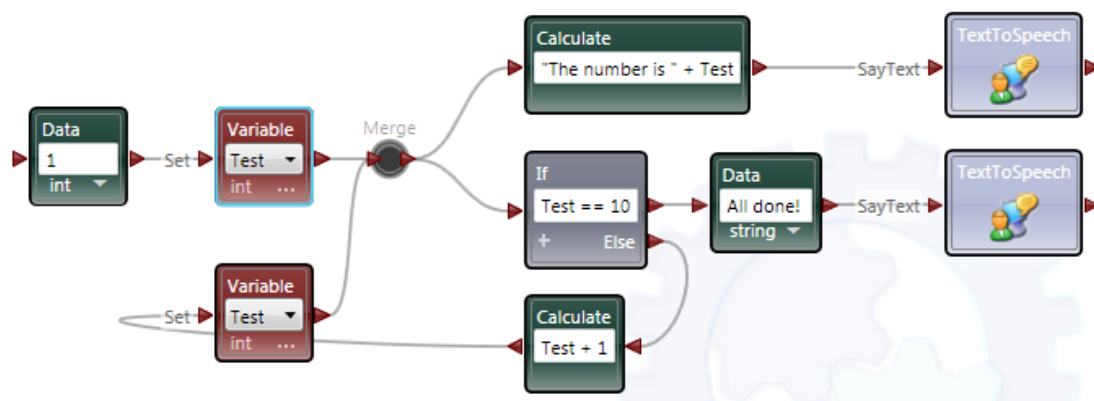 Calculate
"The number is " + Test
SayText
TextToSpeech
Data
1
int
Set
Variable
Test
int ...
Merge
If
Test == 10
+ Else
Data
All done!
string
SayText
TextToSpeech
Set
Variable
Test
int ...
Calculate
Test + 1